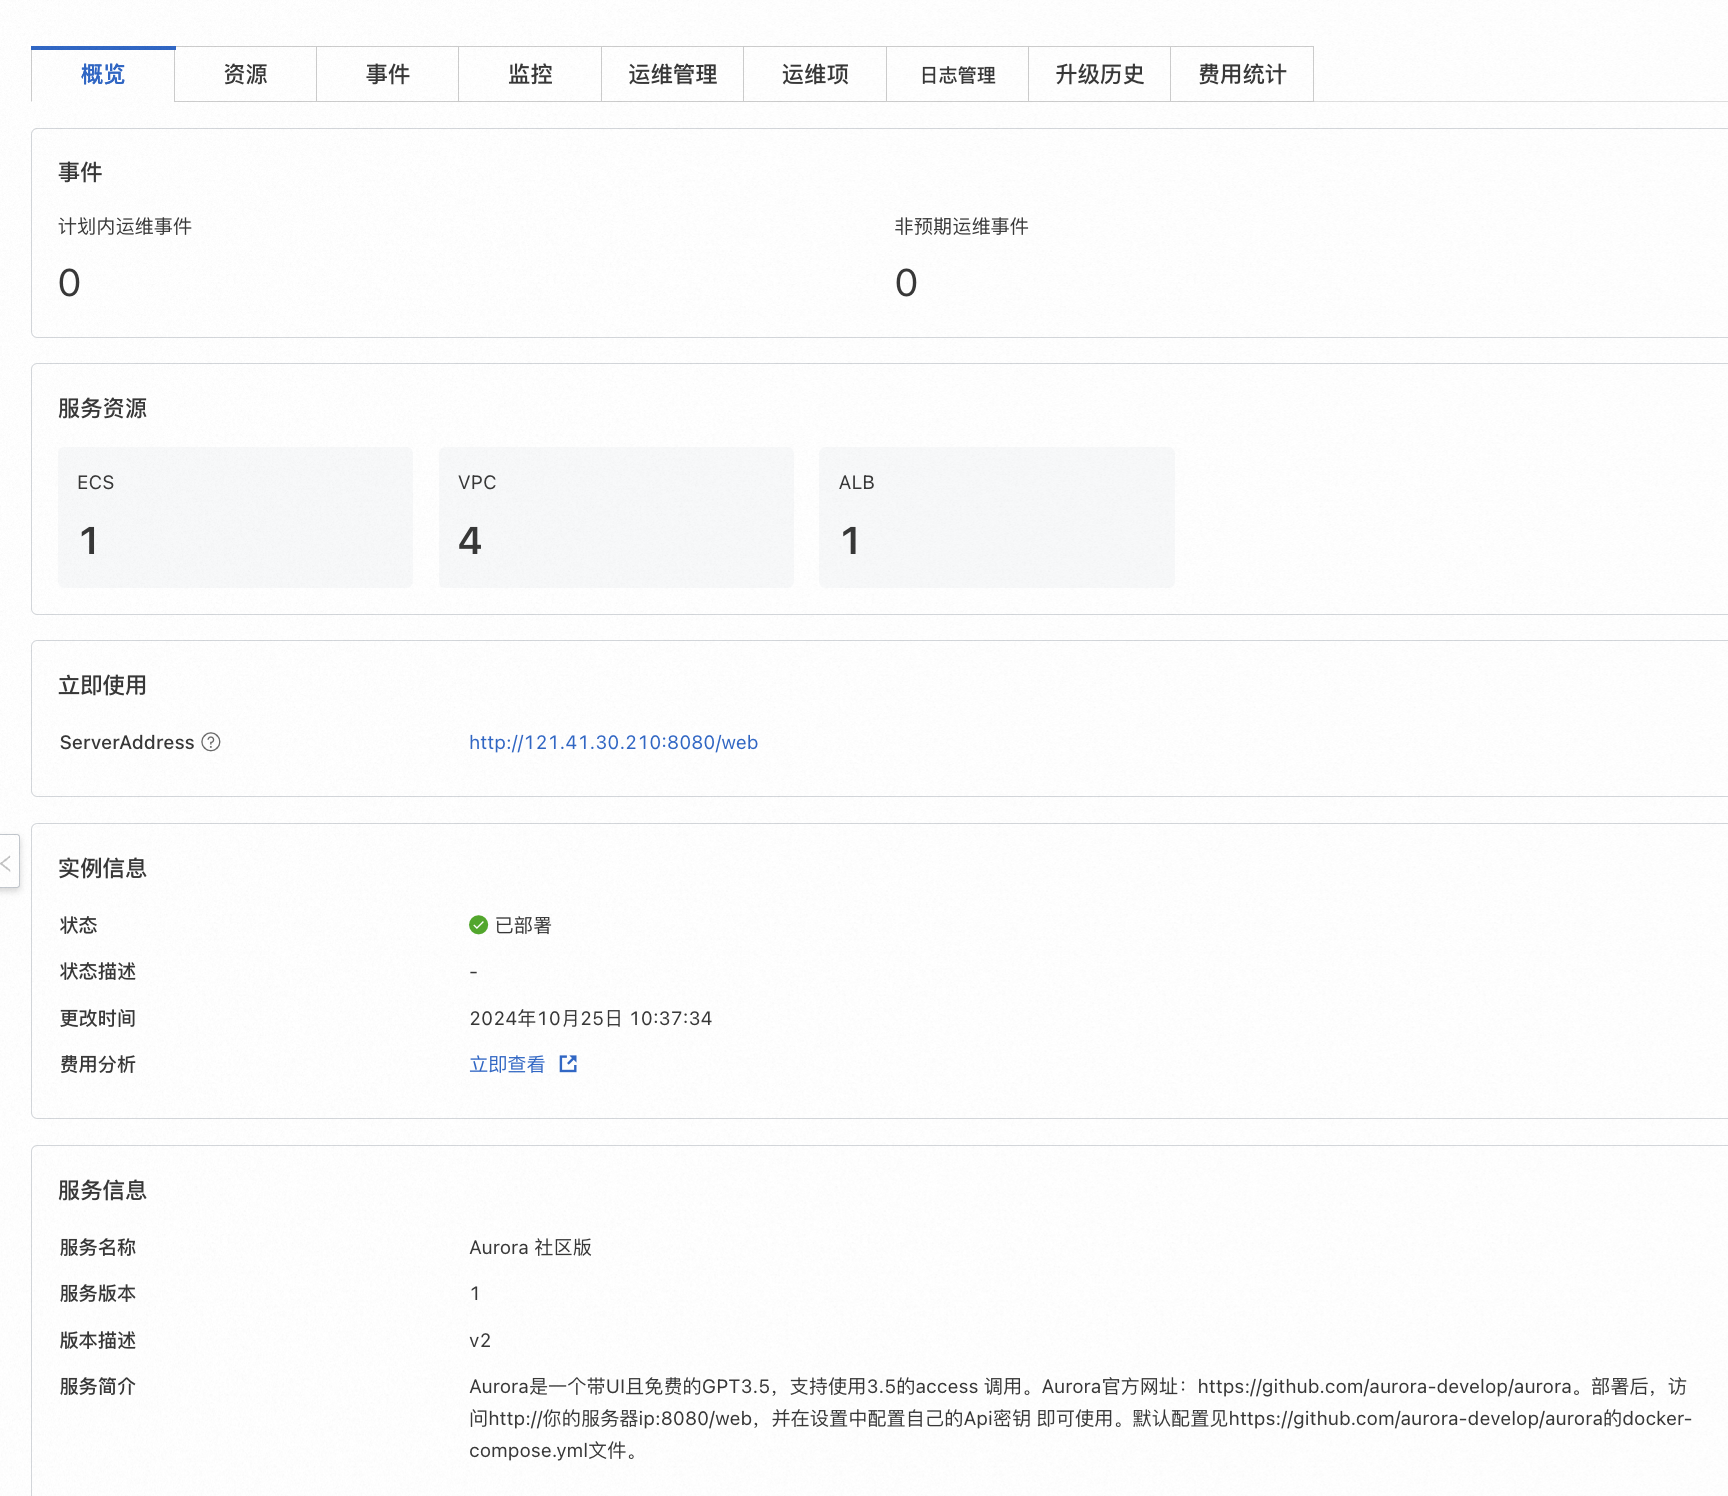 概览 资源 事件 监控 运维管理 运维项 日志管理 升级历史 费用统计
事件
计划内运维事件 非预期运维事件
0 0
服务资源
ECS VPC ALB
1 4 1
立即使用
ServerAddress ? http://121.41.30.210:8080/web
实例信息
状态 已部署
状态描述 -
更改时间 2024年10月25日 10:37:34
费用分析 立即查看
服务信息
服务名称 Aurora 社区版
服务版本 1
版本描述 v2
服务简介 Aurora是一个带UI且免费的GPT3.5，支持使用3.5的access 调用。Aurora官方网址：https://github.com/aurora-develop/aurora。部署后，访
问http://你的服务器ip:8080/web，并在设置中配置自己的Api密钥 即可使用。默认配置见https://github.com/aurora-develop/aurora的docker-
compose.yml文件。